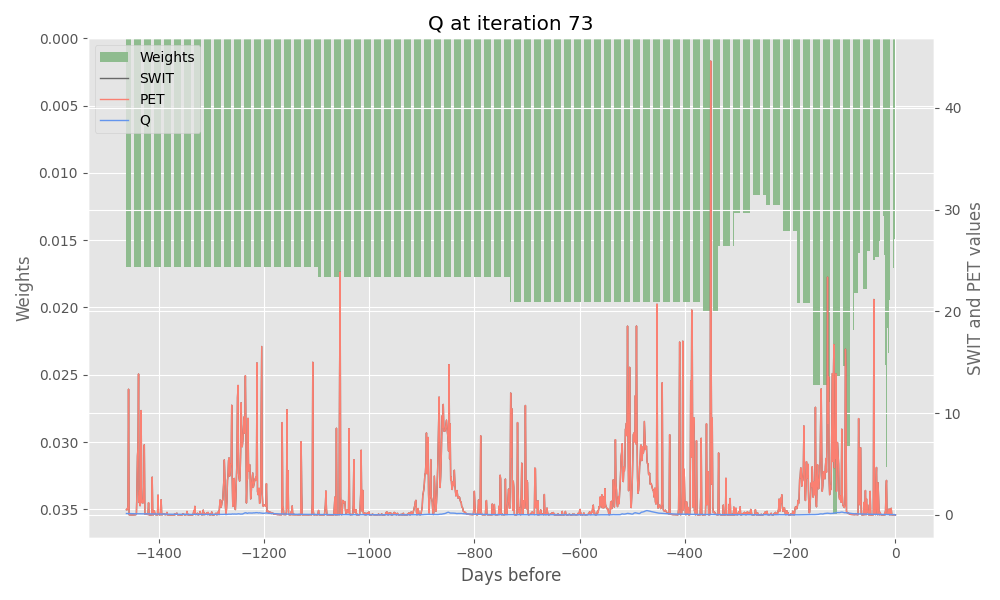 Q at iteration 73
Weights
SWIT
PET
Q
0.000
0.005
0.010
0.015
0.020
0.025
0.030
0.035
Weights
40
30
20
10
0
SWIT and PET values
−1400
−1200
−1000
−800
−600
−400
−200
0
Days before